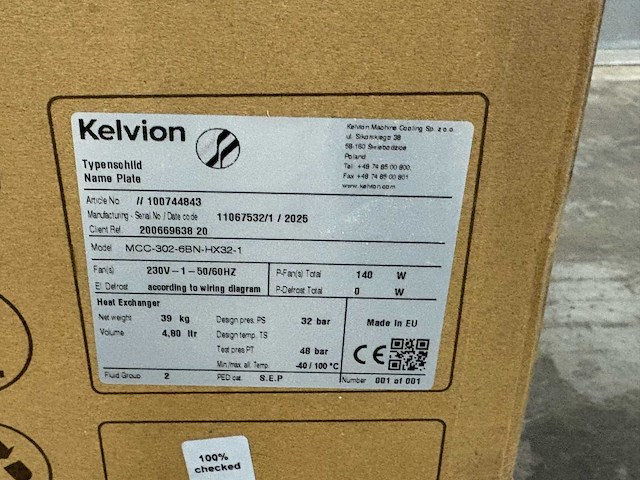 Kelvion
Kelvion Machine Cooling Sp. z o.o.
ul. Sikorskiego 38
58-160 Świebodzice
Poland
Tel: +48 74 85 00 800
Fax +48 74 85 00 801
www.kelvion.com
Typenschild
Name Plate
Article No. // 100744843
Manufacturing - Serial No / Date code 11067532/1 / 2025
Client Ref. 200669638 20
Model MCC-302-6BN-HX32-1
Fan(s) 230V-1-50/60HZ P-Fan(s) Total 140 W
El. Defrost according to wiring diagram P-Defrost Total 0 W
Heat Exchanger
Net weight 39 kg Design pres. PS 32 bar
Volume 4,80 ltr Design temp. TS
Test pres PT 48 bar
Min./max. all. Temp. -40 / 100 °C
Made in EU
CE
Fluid Group 2 PED cat. S.E.P Number 001 of 001
100%
checked